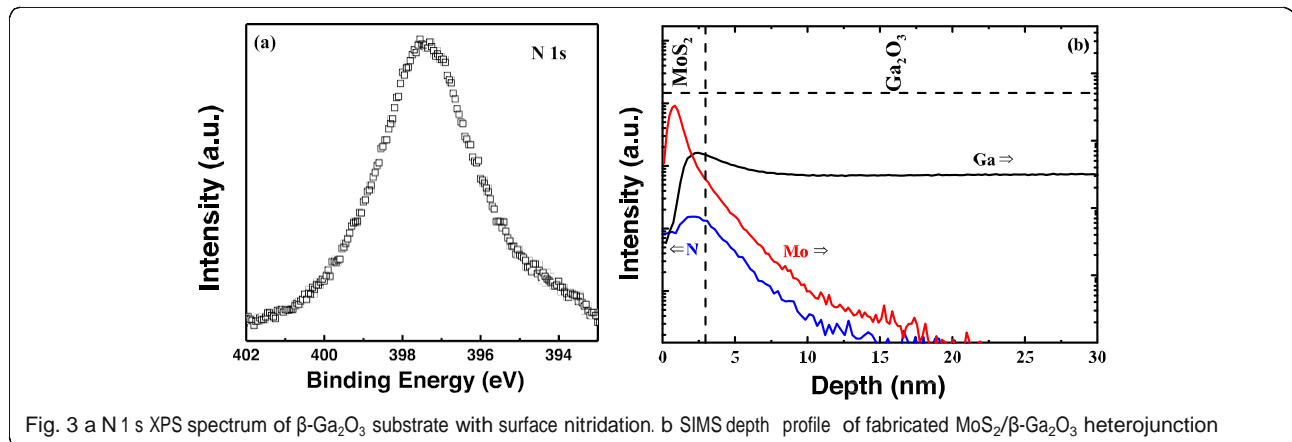 (a)
N 1s
Intensity (a.u.)
402 400 398 396 394
Binding Energy (eV)
(b)
MoS₂
Ga₂O₃
Ga⇒
⇐N
Mo⇒
Intensity (a.u.)
0 5 10 15 20 25 30
Depth (nm)
Fig. 3 a N 1 s XPS spectrum of β-Ga₂O₃ substrate with surface nitridation. b SIMS depth profile of fabricated MoS₂/β-Ga₂O₃ heterojunction